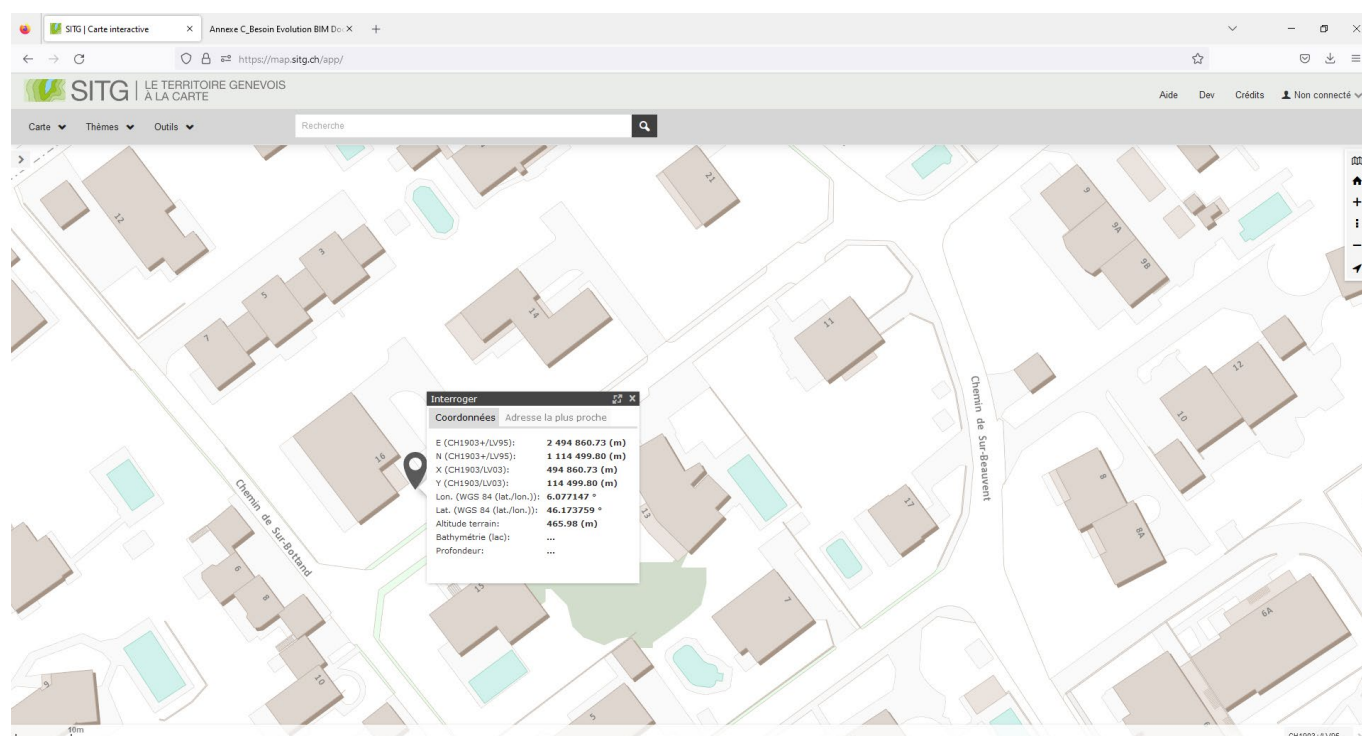 SITG | Carte interactive
Annexe C_Besoin Evolution BIM Do
https://map.sitg.ch/app/
SITG
LE TERRITOIRE GENEVOIS
À LA CARTE
Aide Dev Crédits Non connecté
Carte Thèmes Outils Recherche
12
3
5
7
14
21
9
9A
9B
11
12
10
16
Interroger
Coordonnées Adresse la plus proche
E (CH1903+/LV95): 2 494 860.73 (m)
N (CH1903+/LV95): 1 114 499.80 (m)
X (CH1903/LV03): 494 860.73 (m)
Y (CH1903/LV03): 114 499.80 (m)
Lon. (WGS 84 (lat./lon.)): 6.077147 °
Lat. (WGS 84 (lat./lon.)): 46.173759 °
Altitude terrain: 465.98 (m)
Bathymétrie (lac): ...
Profondeur: ...
Chemin de Sur-Beauvent
Chemin de Sur-Bottand
13
17
8
8A
6
8
15
7
6A
9
10
5
10m